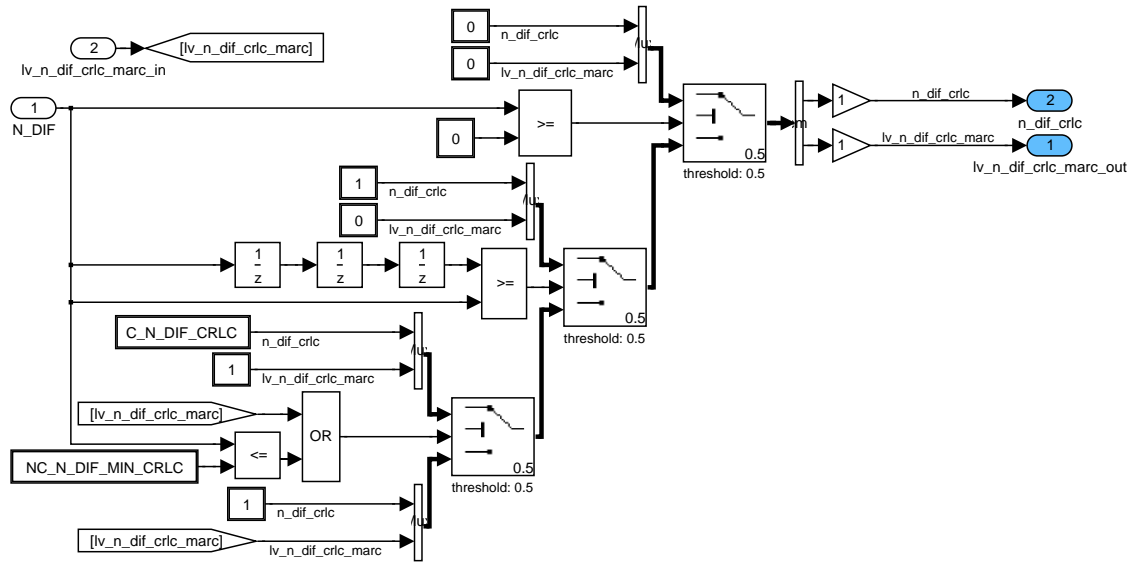 0
n_dif_crlc
0
lv_n_dif_crlc_marc
2
[lv_n_dif_crlc_marc]
lv_n_dif_crlc_marc_in
1
N_DIF
>=
0
0.5
threshold: 0.5
1
n_dif_crlc
2
n_dif_crlc
1
lv_n_dif_crlc_marc
1
lv_n_dif_crlc_marc_out
1
n_dif_crlc
0
lv_n_dif_crlc_marc
1
z
1
z
1
z
>=
0.5
threshold: 0.5
C_N_DIF_CRLC
n_dif_crlc
1
lv_n_dif_crlc_marc
[lv_n_dif_crlc_marc]
OR
<=
NC_N_DIF_MIN_CRLC
0.5
threshold: 0.5
1
n_dif_crlc
[lv_n_dif_crlc_marc]
lv_n_dif_crlc_marc